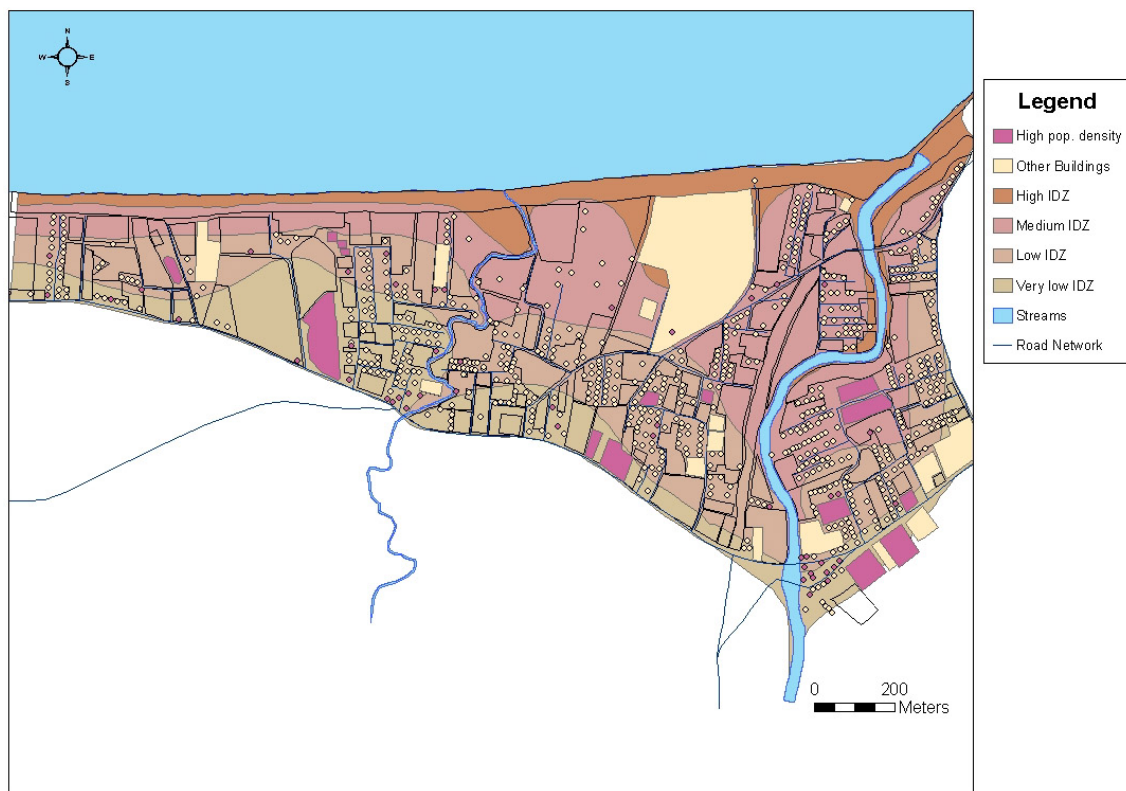 N
W E
S
Legend
High pop. density
Other Buildings
High IDZ
Medium IDZ
Low IDZ
Very low IDZ
Streams
Road Network
0 200
Meters